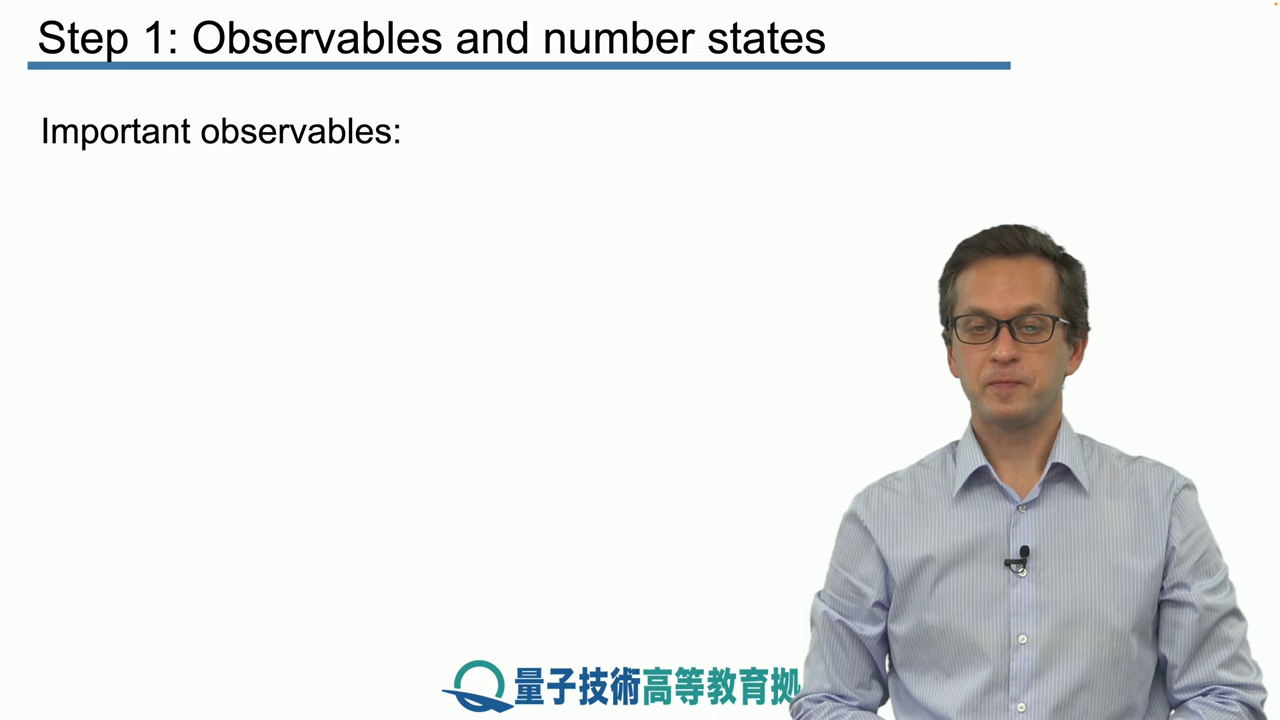 Step 1: Observables and number states
Important observables:
量子技術高等教育拠